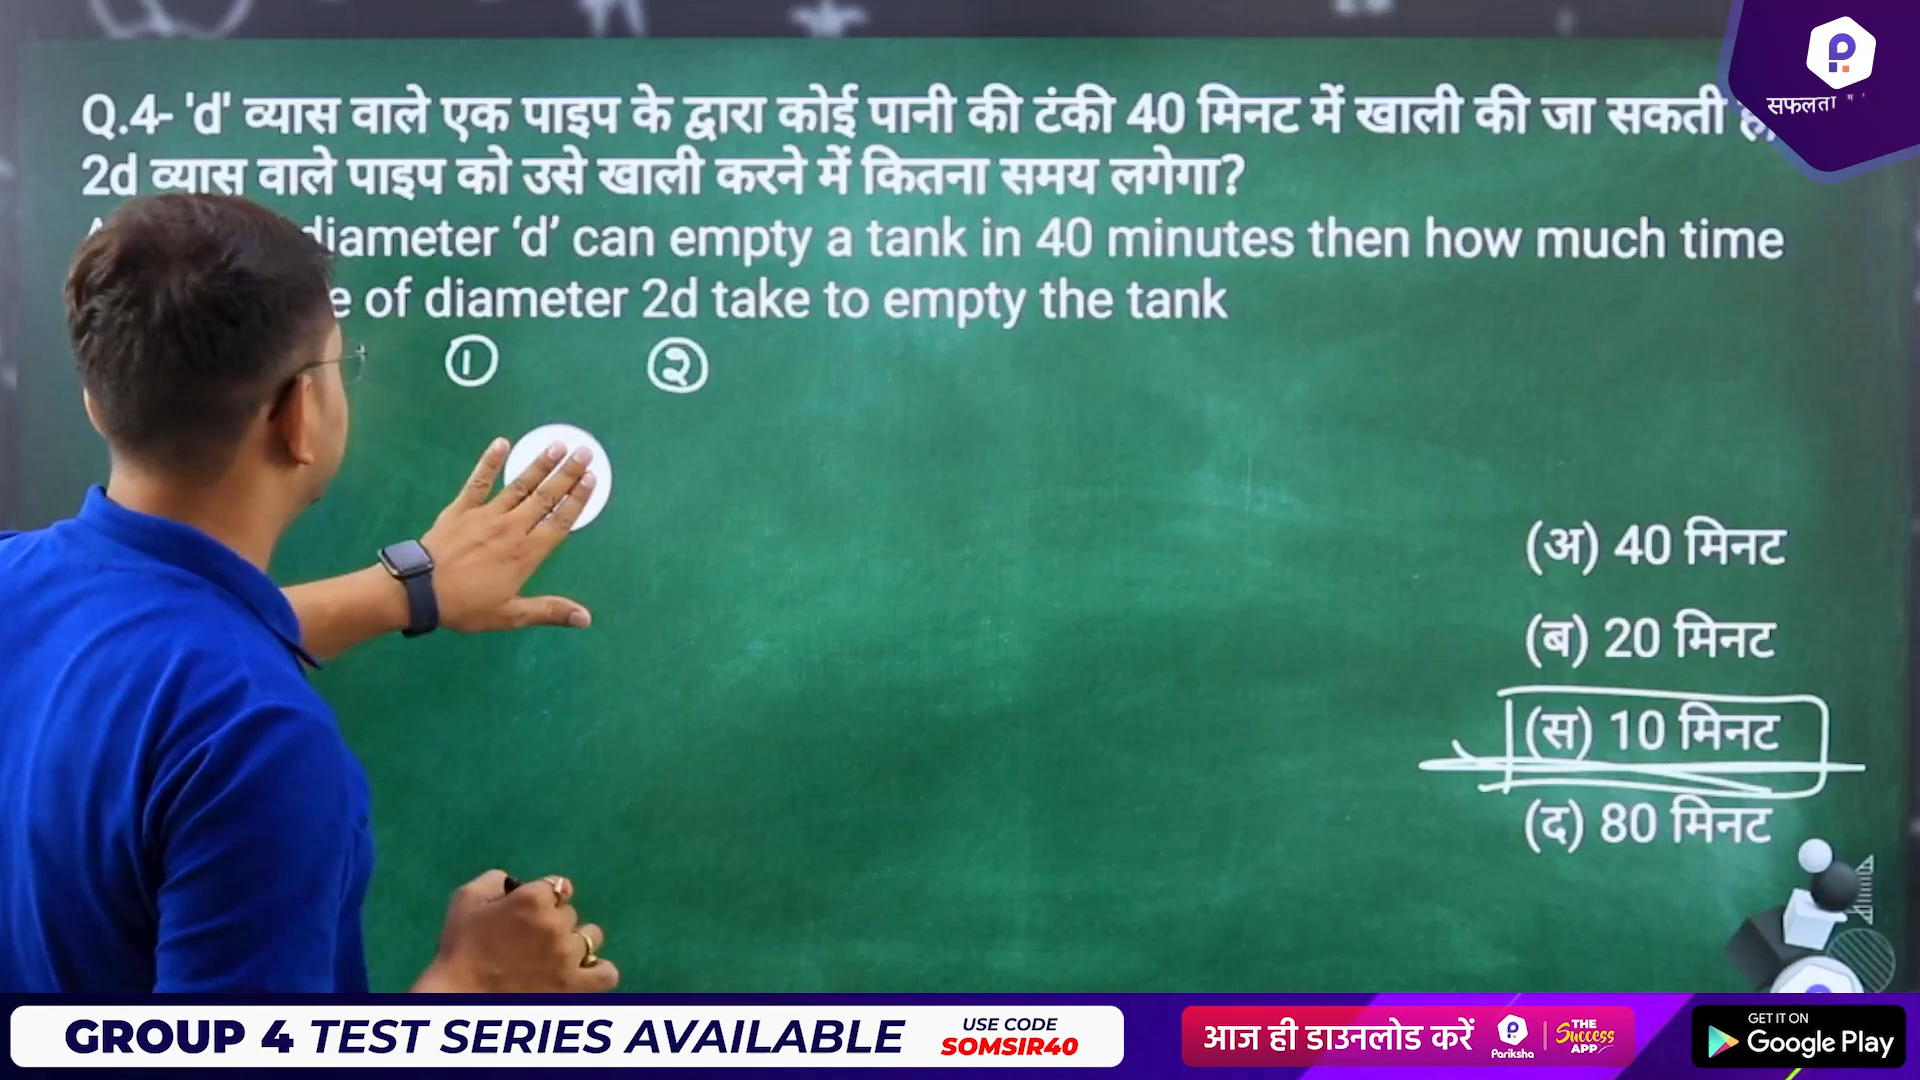 सफलता
Q.4- 'd' व्यास वाले एक पाइप के द्वारा कोई पानी की टंकी 40 मिनट में खाली की जा सकती
2d व्यास वाले पाइप को उसे खाली करने में कितना समय लगेगा?
diameter ‘d’ can empty a tank in 40 minutes then how much time
of diameter 2d take to empty the tank
① ②
(अ) 40 मिनट
(ब) 20 मिनट
(स) 10 मिनट
(द) 80 मिनट
GROUP 4 TEST SERIES AVAILABLE
USE CODE
SOMSIR40
आज ही डाउनलोड करें
Pariksha
THE
Success
APP
GET IT ON
Google Play